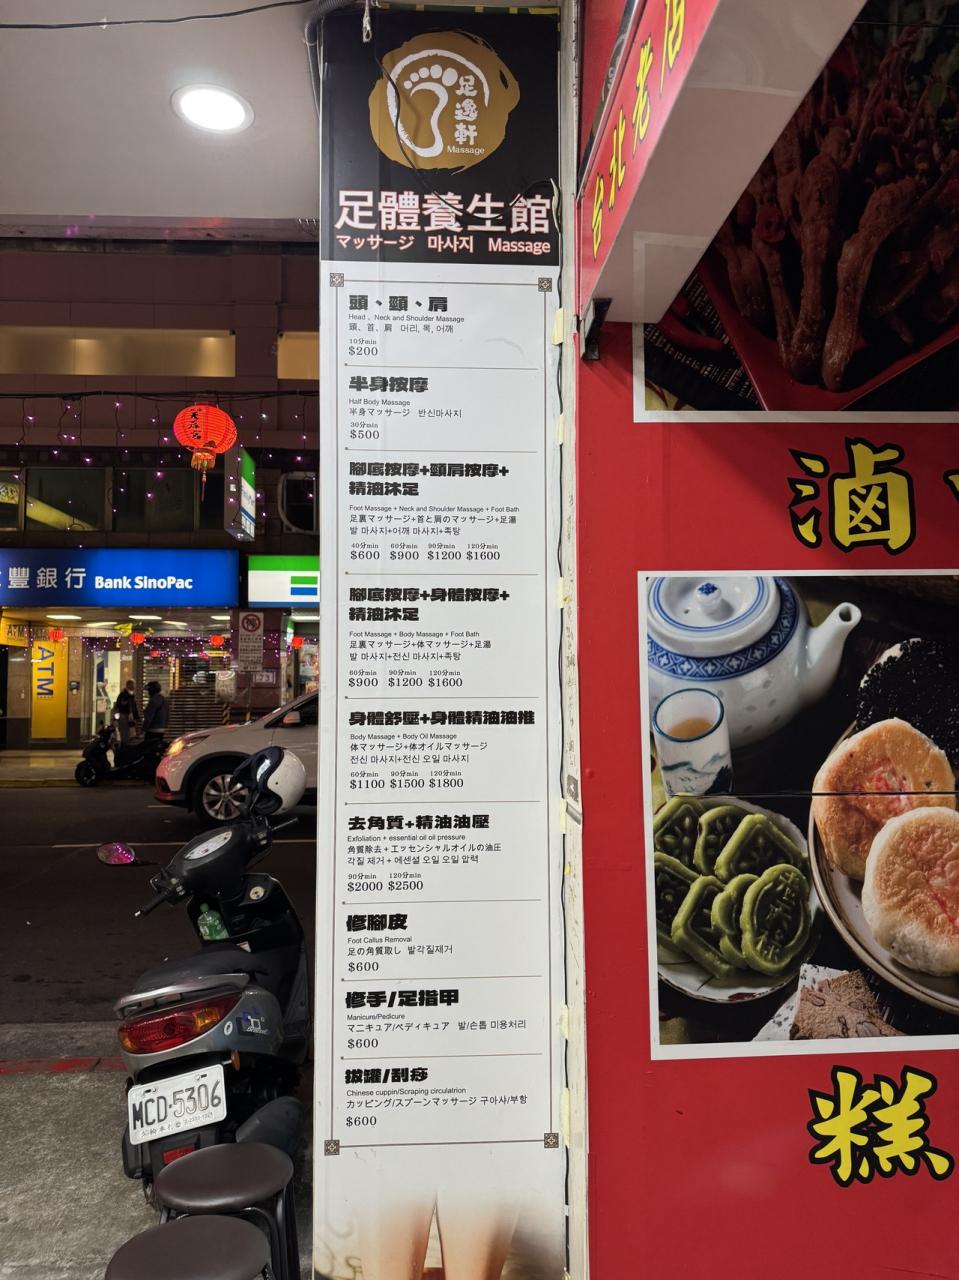 足逸軒
Massage
足體養生館
マッサージ 마사지 Massage
頭、頸、肩
Head 、Neck and Shoulder Massage
頭、首、肩 머리, 목, 어깨
10分min
$200
半身按摩
Half Body Massage
半身マッサージ 반신마사지
30分min
$500
腳底按摩+頸肩按摩+
精油沐足
Foot Massage + Neck and Shoulder Massage + Foot Bath
足裏マッサージ+首と肩のマッサージ+足湯
발 마사지+어깨 마사지+족탕
40分min 60分min 90分min 120分min
$600 $900 $1200 $1600
腳底按摩+身體按摩+
精油沐足
Foot Massage + Body Massage + Foot Bath
足裏マッサージ+体マッサージ+足湯
발 마사지+전신 마사지+족탕
60分min 90分min 120分min
$900 $1200 $1600
身體舒壓+身體精油油推
Body Massage + Body Oil Massage
体マッサージ+体オイルマッサージ
전신 마사지+전신 오일 마사지
60分min 90分min 120分min
$1100 $1500 $1800
去角質+精油油壓
Exfoliation + essential oil oil pressure
角質除去 + エッセンシャルオイルの油圧
각질 제거 + 에센셜 오일 오일 압력
90分min 120分min
$2000 $2500
修腳皮
Foot Callus Removal
足の角質取し 발각질제거
$600
修手/足指甲
Manicure/Pedicure
マニキュア/ペディキュア 발/손톱 미용처리
$600
拔罐/刮痧
Chinese cuppin/Scraping circulatrion
カッピング/スプーンマッサージ 구아사/부항
$600
台北老店
滷
糕
豐銀行 Bank SinoPac
ATM
MCD-5306